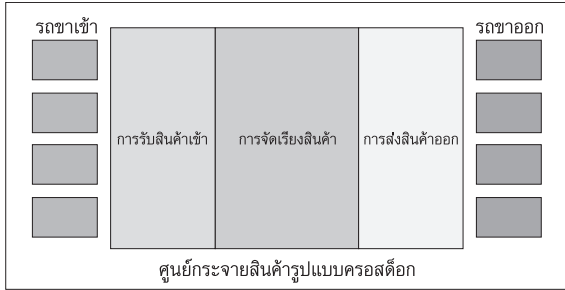 รถขาเข้า
รถขาออก
การรับสินค้าเข้า
การจัดเรียงสินค้า
การส่งสินค้าออก
ศูนย์กระจายสินค้ารูปแบบครอสด็อก